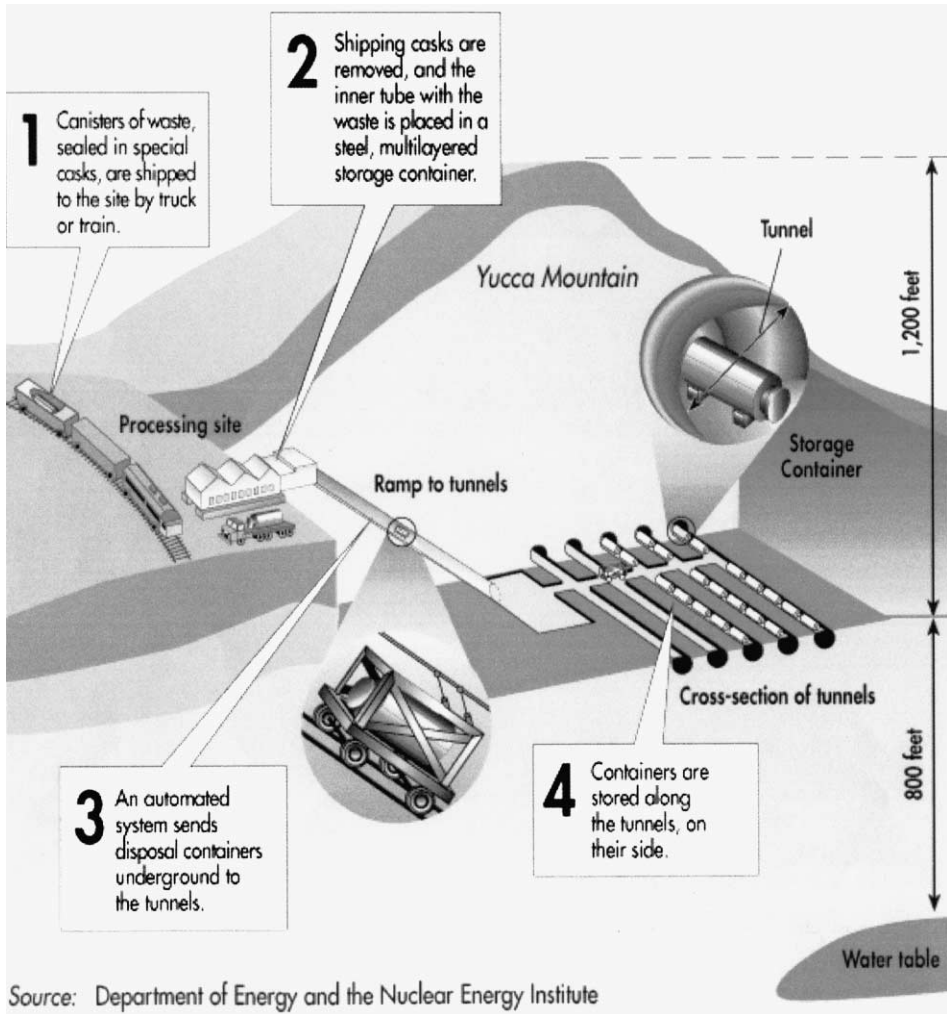 1
Canisters of waste,
sealed in special
casks, are shipped
to the site by truck
or train.
2
Shipping casks are
removed, and the
inner tube with the
waste is placed in a
steel, multilayered
storage container.
Tunnel
Yucca Mountain
1,200 feet
Processing site
Storage
Container
Ramp to tunnels
Cross-section of tunnels
3
An automated
system sends
disposal containers
underground to
the tunnels.
4
Containers are
stored along
the tunnels, on
their side.
800 feet
Water table
Source: Department of Energy and the Nuclear Energy Institute